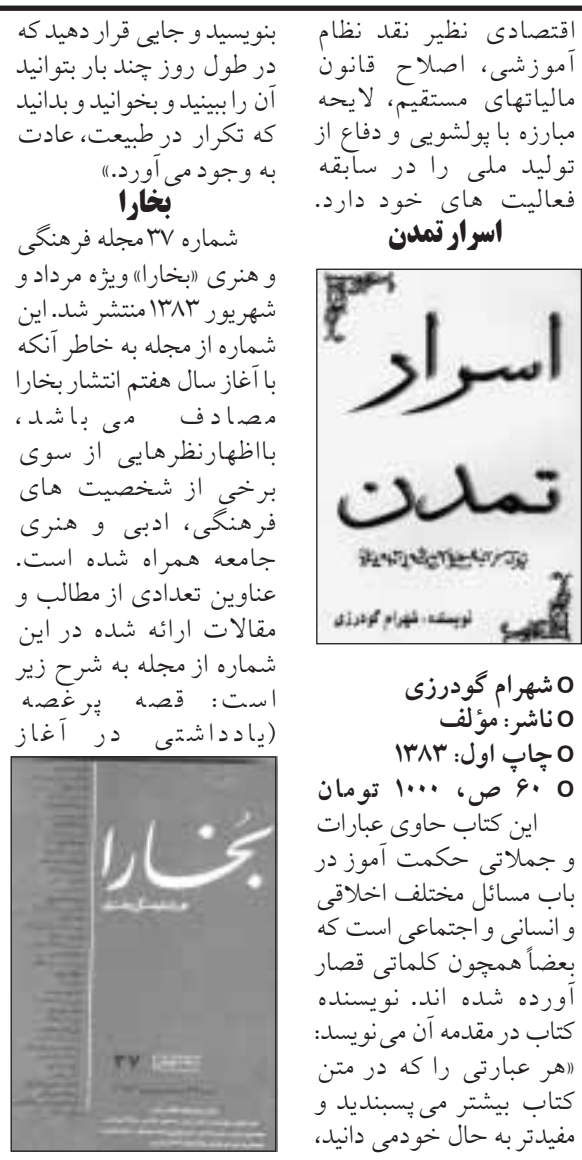 اقتصادی نظیر نقد نظام
آموزشی، اصلاح قانون
مالیاتهای مستقیم، لایحه
مبارزه با پولشویی و دفاع از
تولید ملی را در سابقه
فعالیت های خود دارد.
اسرار تمدن
اسرار
تمدن
نویسنده: شهرام گودرزی
o شهرام گودرزی
o ناشر: مؤلف
o چاپ اول: ۱۳۸۳
o ۶۰ ص، ۱۰۰۰ تومان
این کتاب حاوی عبارات
و جملاتی حکمت آموز در
باب مسائل مختلف اخلاقی
و انسانی و اجتماعی است که
بعضاً همچون کلماتی قصار
آورده شده اند. نویسنده
کتاب در مقدمه آن می‌نویسد:
«هر عبارتی را که در متن
کتاب بیشتر می‌پسبندید و
مفیدتر به حال خودمی دانید،
بنویسید و جایی قرار دهید که
در طول روز چند بار بتوانید
آن را ببینید و بخوانید و بدانید
که تکرار در طبیعت، عادت
به وجود می‌آورد.»
بخارا
شماره ۳۷ مجله فرهنگی
و هنری «بخارا» ویژه مرداد و
شهریور ۱۳۸۳ منتشر شد. این
شماره از مجله به خاطر آنکه
با آغاز سال هفتم انتشار بخارا
مصادف می باشد،
بااظهارنظرهایی از سوی
برخی از شخصیت های
فرهنگی، ادبی و هنری
جامعه همراه شده است.
عناوین تعدادی از مطالب و
مقالات ارائه شده در این
شماره از مجله به شرح زیر
است: قصه پرغصه
(یادداشتی در آغاز
بُخارا
۳۷